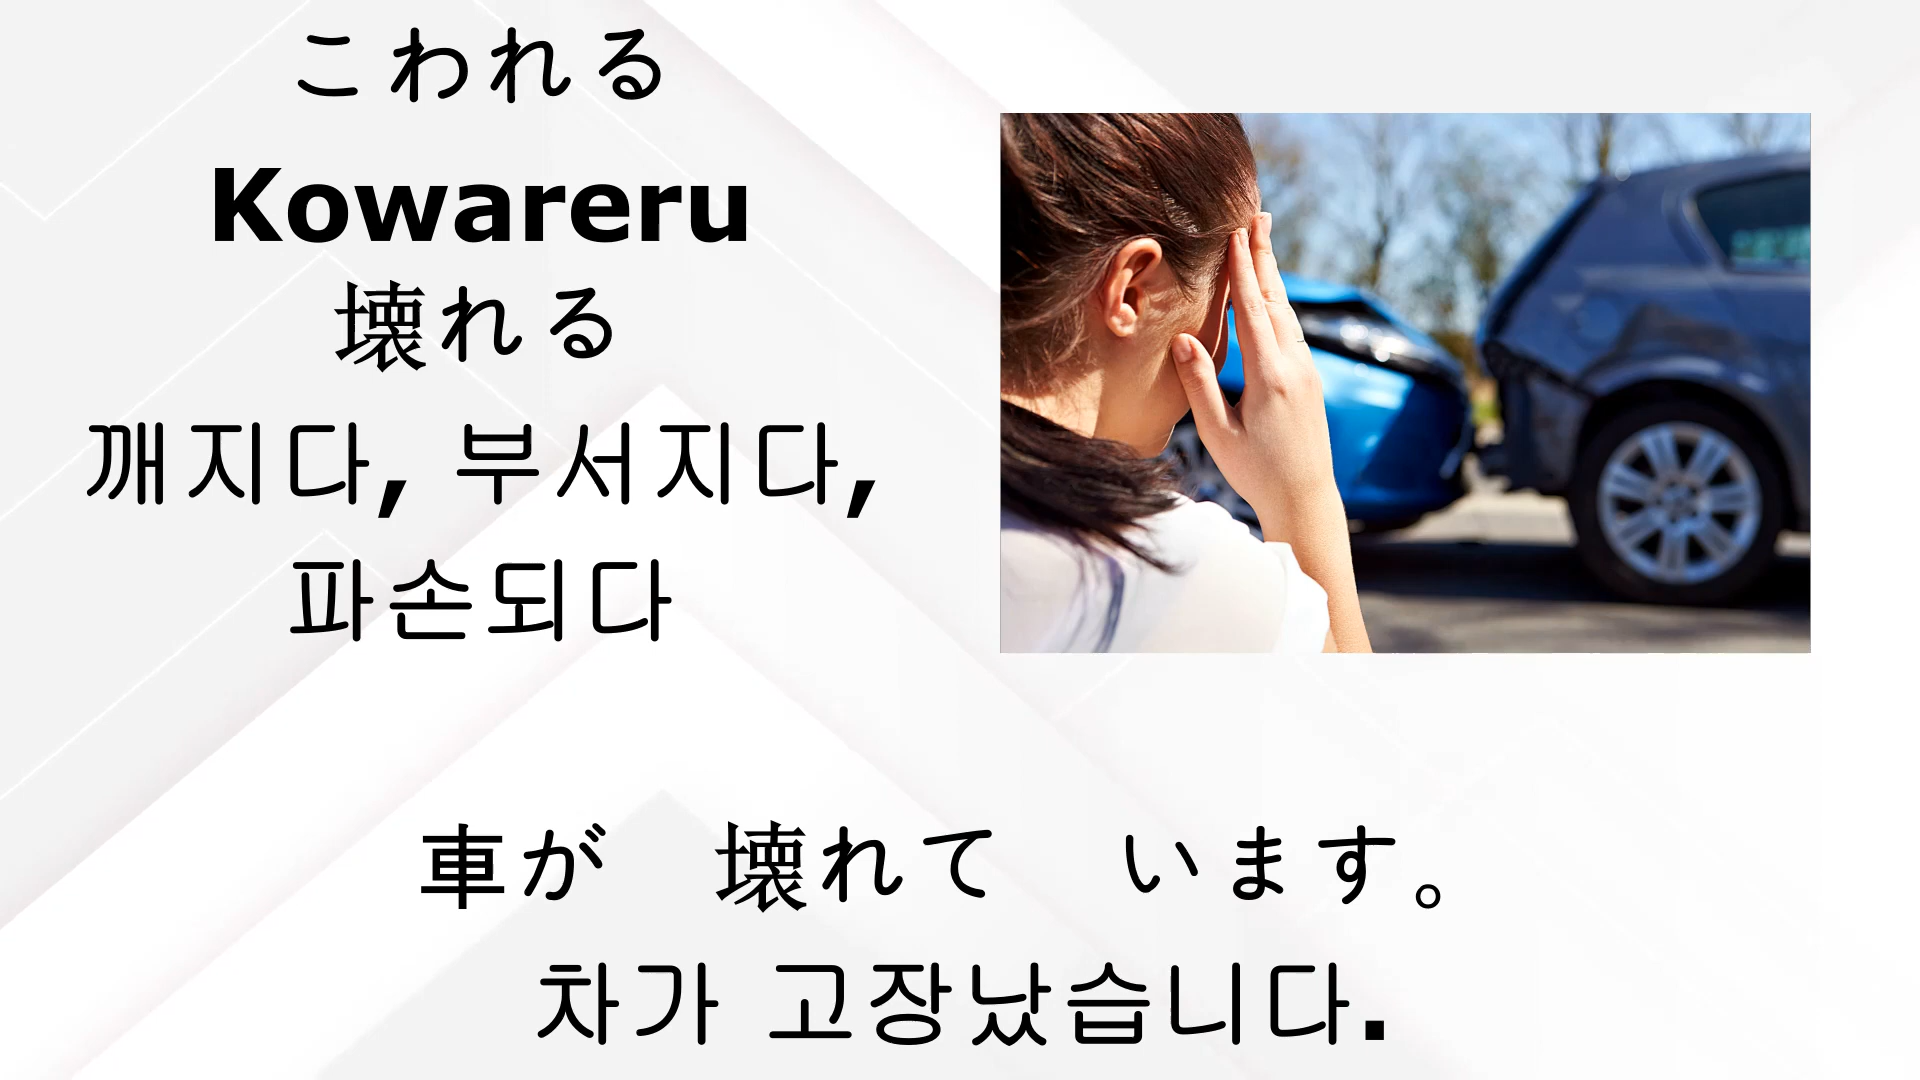 こわれる
Kowareru
壊れる
깨지다, 부서지다,
파손되다
車が　壊れて　います。
차가 고장났습니다.